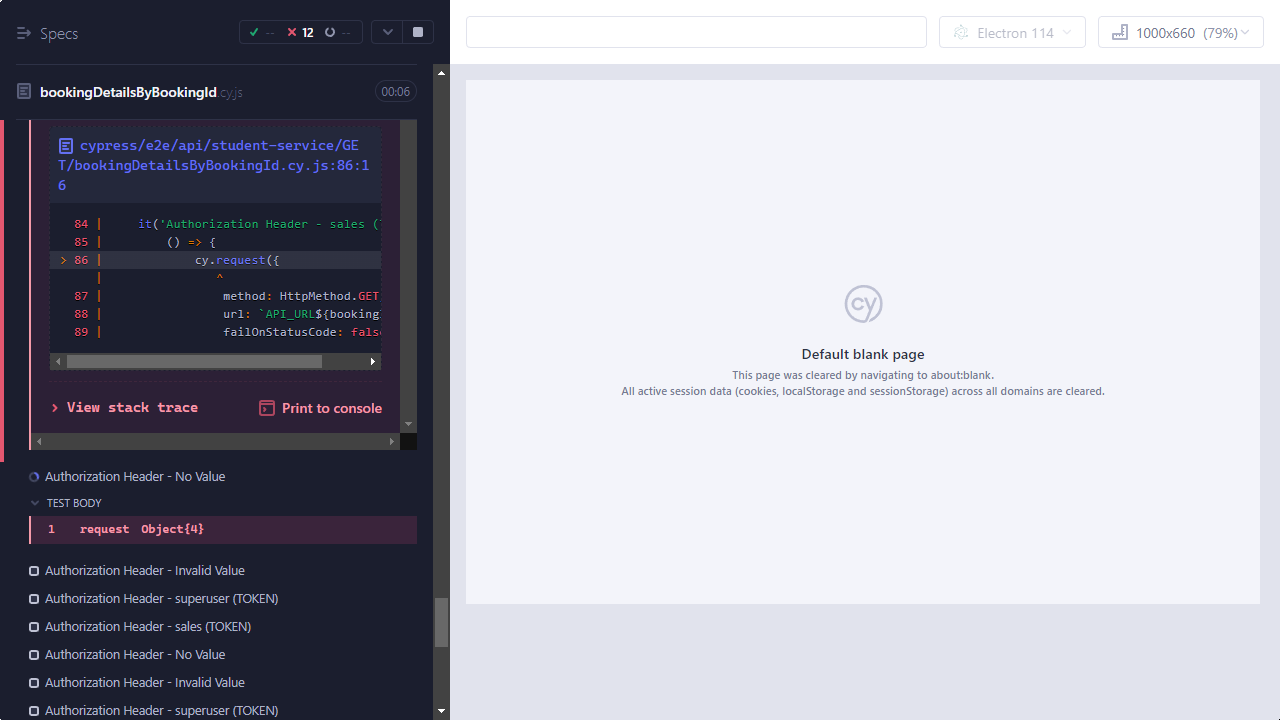 Specs
--
12
--
bookingDetailsByBookingId.cy.js
00:06
cypress/e2e/api/student-service/GE
T/bookingDetailsByBookingId.cy.js:86:1
6
84 | it('Authorization Header - sales (
85 | () => {
> 86 | cy.request({
| ^
87 | method: HttpMethod.GET
88 | url: `API_URL${booking
89 | failOnStatusCode: false
View stack trace
Print to console
Authorization Header - No Value
TEST BODY
1 request Object{4}
Authorization Header - Invalid Value
Authorization Header - superuser (TOKEN)
Authorization Header - sales (TOKEN)
Authorization Header - No Value
Authorization Header - Invalid Value
Authorization Header - superuser (TOKEN)
Electron 114
1000x660 (79%)
cy
Default blank page
This page was cleared by navigating to about:blank.
All active session data (cookies, localStorage and sessionStorage) across all domains are cleared.